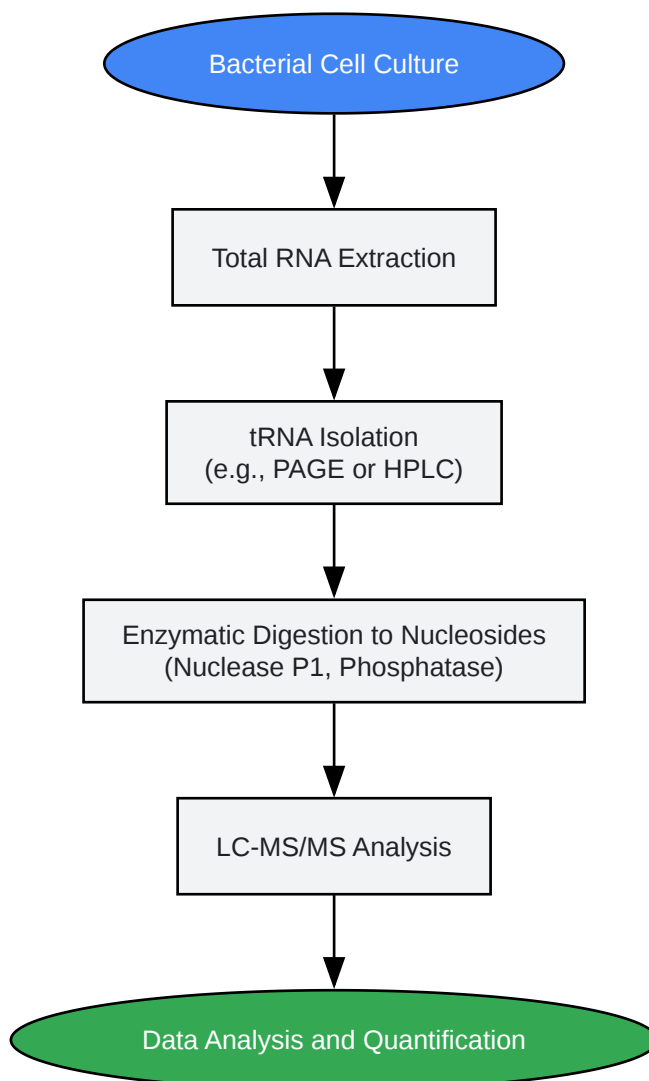 Bacterial Cell Culture
Total RNA Extraction
tRNA Isolation
(e.g., PAGE or HPLC)
Enzymatic Digestion to Nucleosides
(Nuclease P1, Phosphatase)
LC-MS/MS Analysis
Data Analysis and Quantification